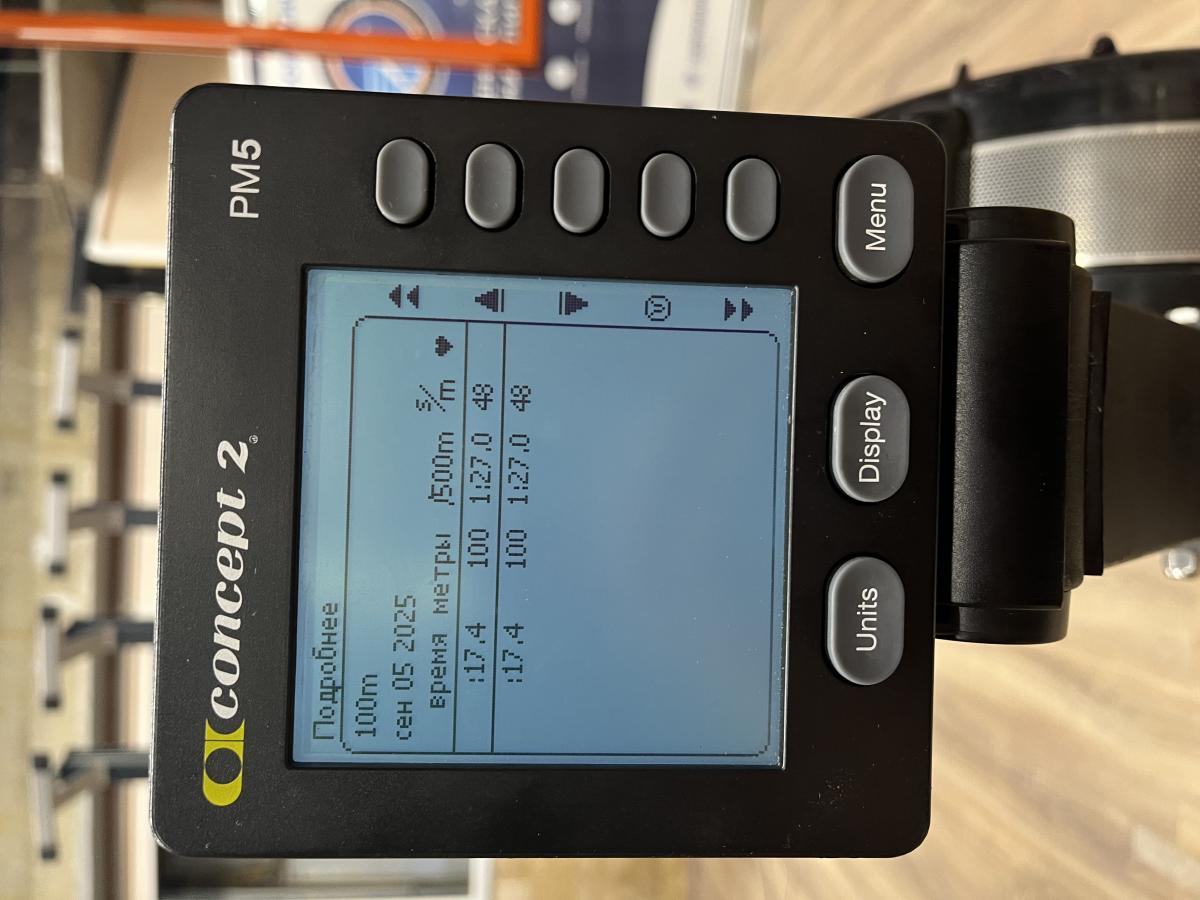 concept 2
PM5
Подробнее
100m
сен 05 2025
время метры /500m s/m
:17.4 100 1:27.0 48
:17.4 100 1:27.0 48
Units
Display
Menu